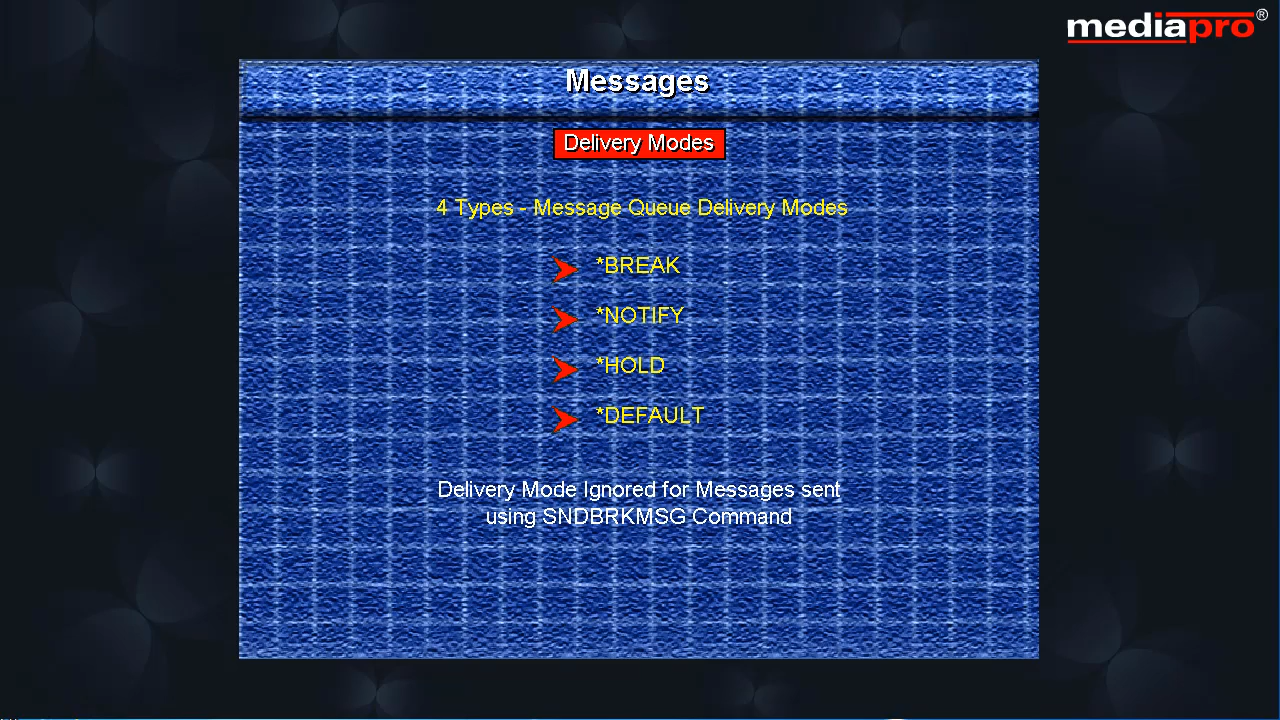 mediapro®
Messages
Delivery Modes
4 Types - Message Queue Delivery Modes
*BREAK
*NOTIFY
*HOLD
*DEFAULT
Delivery Mode Ignored for Messages sent
using SNDBRKMSG Command